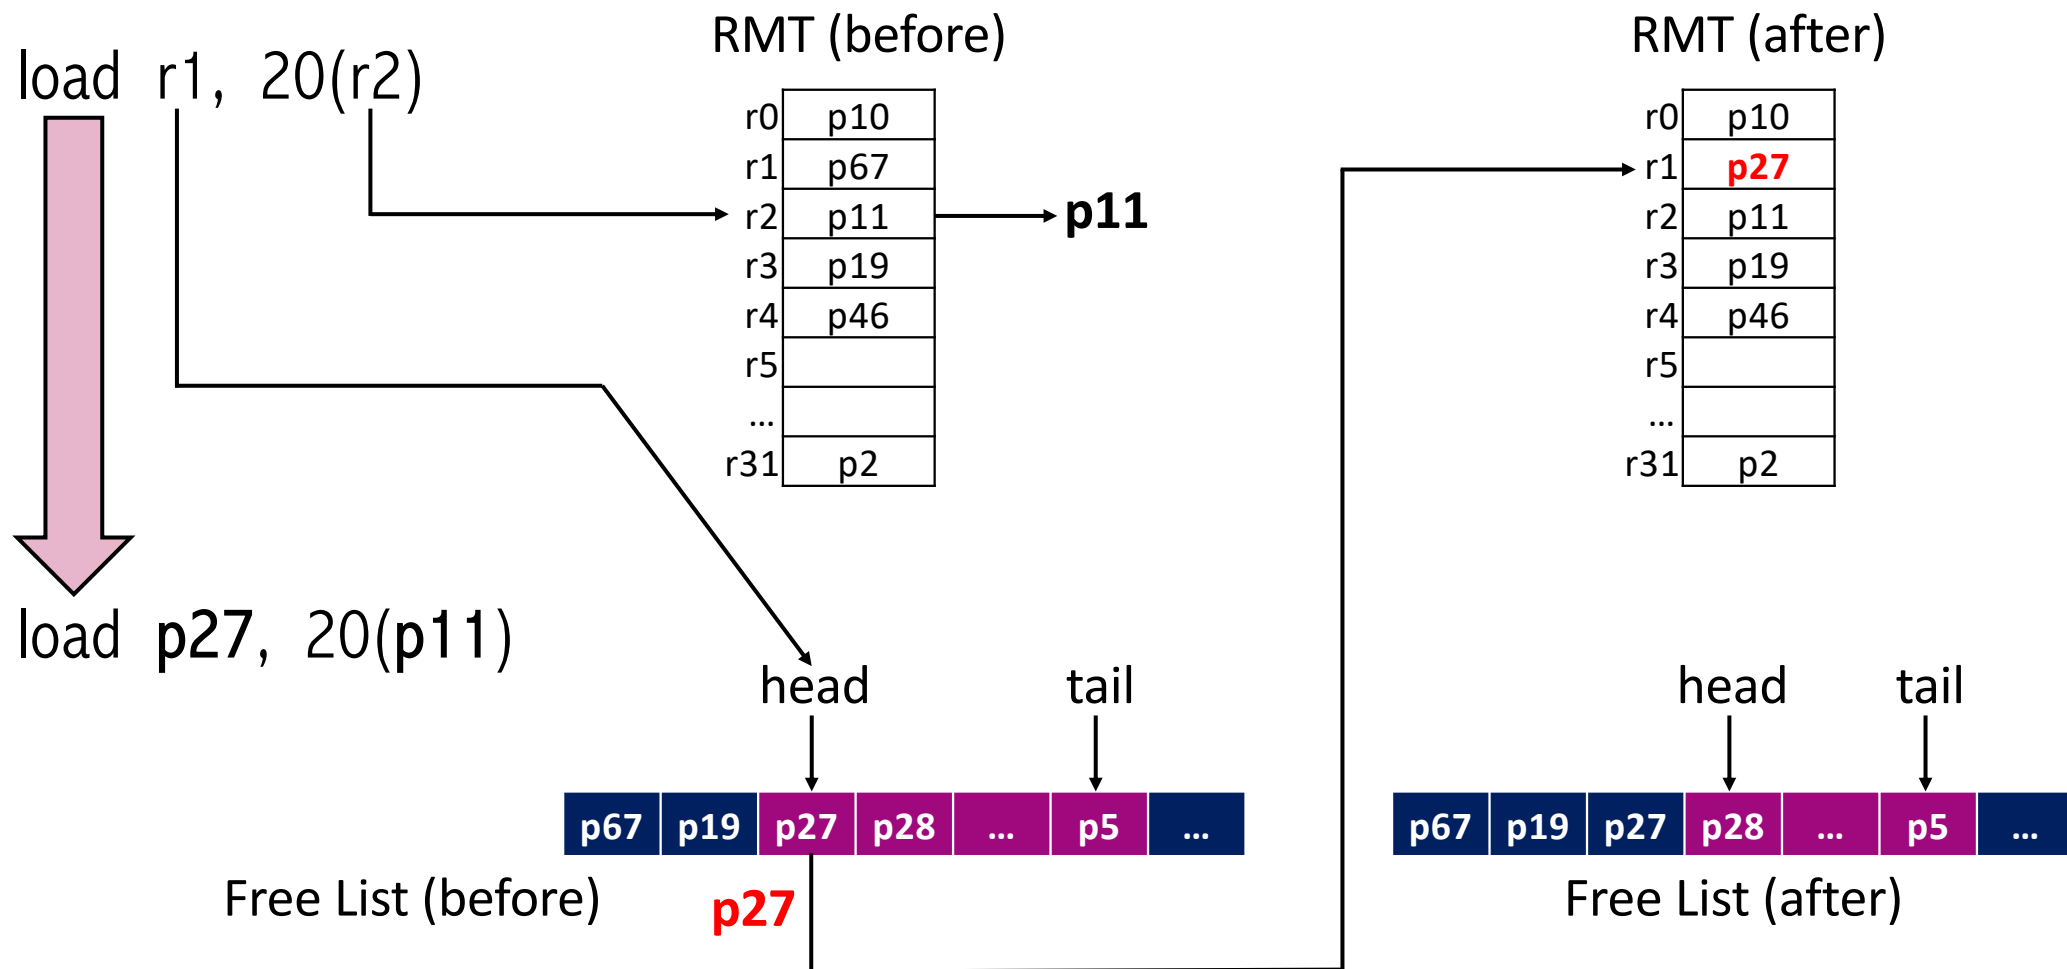 load r1, 20(r2)
load p27, 20(p11)
RMT (before)
r0 p10
r1 p67
r2 p11
r3 p19
r4 p46
r5
...
r31 p2
p11
RMT (after)
r0 p10
r1 p27
r2 p11
r3 p19
r4 p46
r5
...
r31 p2
head tail
p67 p19 p27 p28 ... p5 ...
Free List (before)
p27
head tail
p67 p19 p27 p28 ... p5 ...
Free List (after)